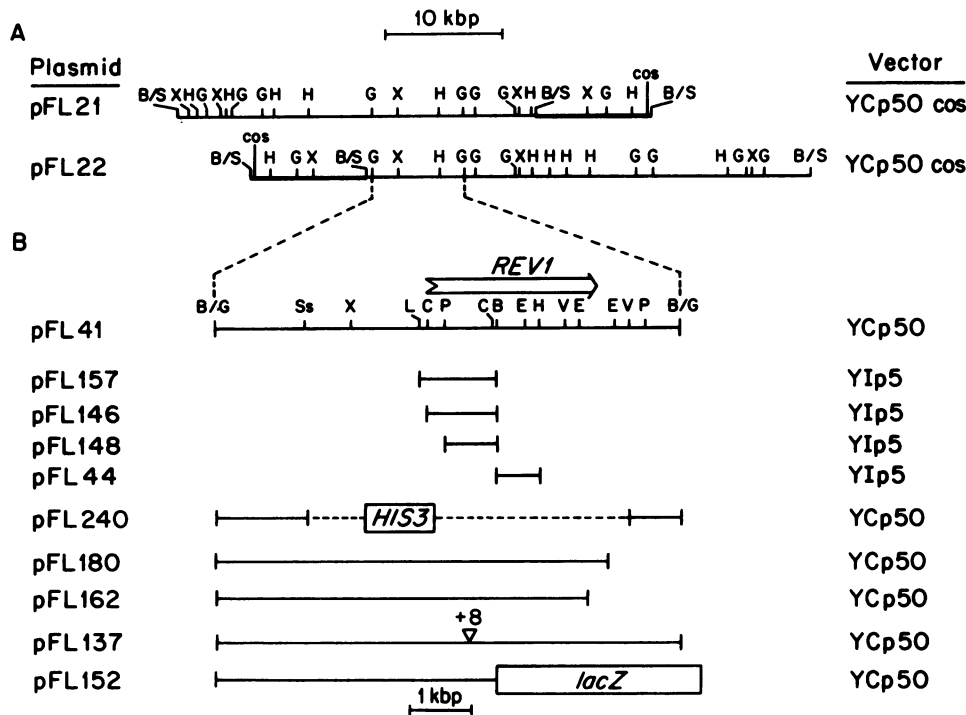 10 kbp
A
Plasmid
Vector
pFL21
B/S X H G X H G G H H G X H G G G X H B/S X G H cos B/S
YCp50 cos
pFL22
B/S cos H G X B/S G X H G G G X H H H H G G H G X G B/S
YCp50 cos
B
REV1
B/G Ss X L C P C B E H V E E V P B/G
pFL41
YCp50
pFL157
YIp5
pFL146
YIp5
pFL148
YIp5
pFL44
YIp5
pFL240
HIS3
YCp50
pFL180
YCp50
pFL162
YCp50
+8
pFL137
YCp50
pFL152
lacZ
YCp50
1 kbp